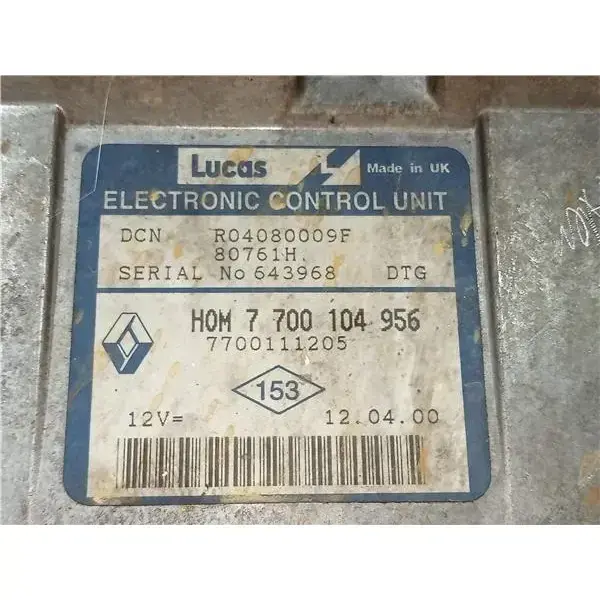 Lucas Made in UK
ELECTRONIC CONTROL UNIT
DCN R04080009F
80761H.
SERIAL No 643968 DTG
HOM 7 700 104 956
7700111205
153
12V= 12.04.00